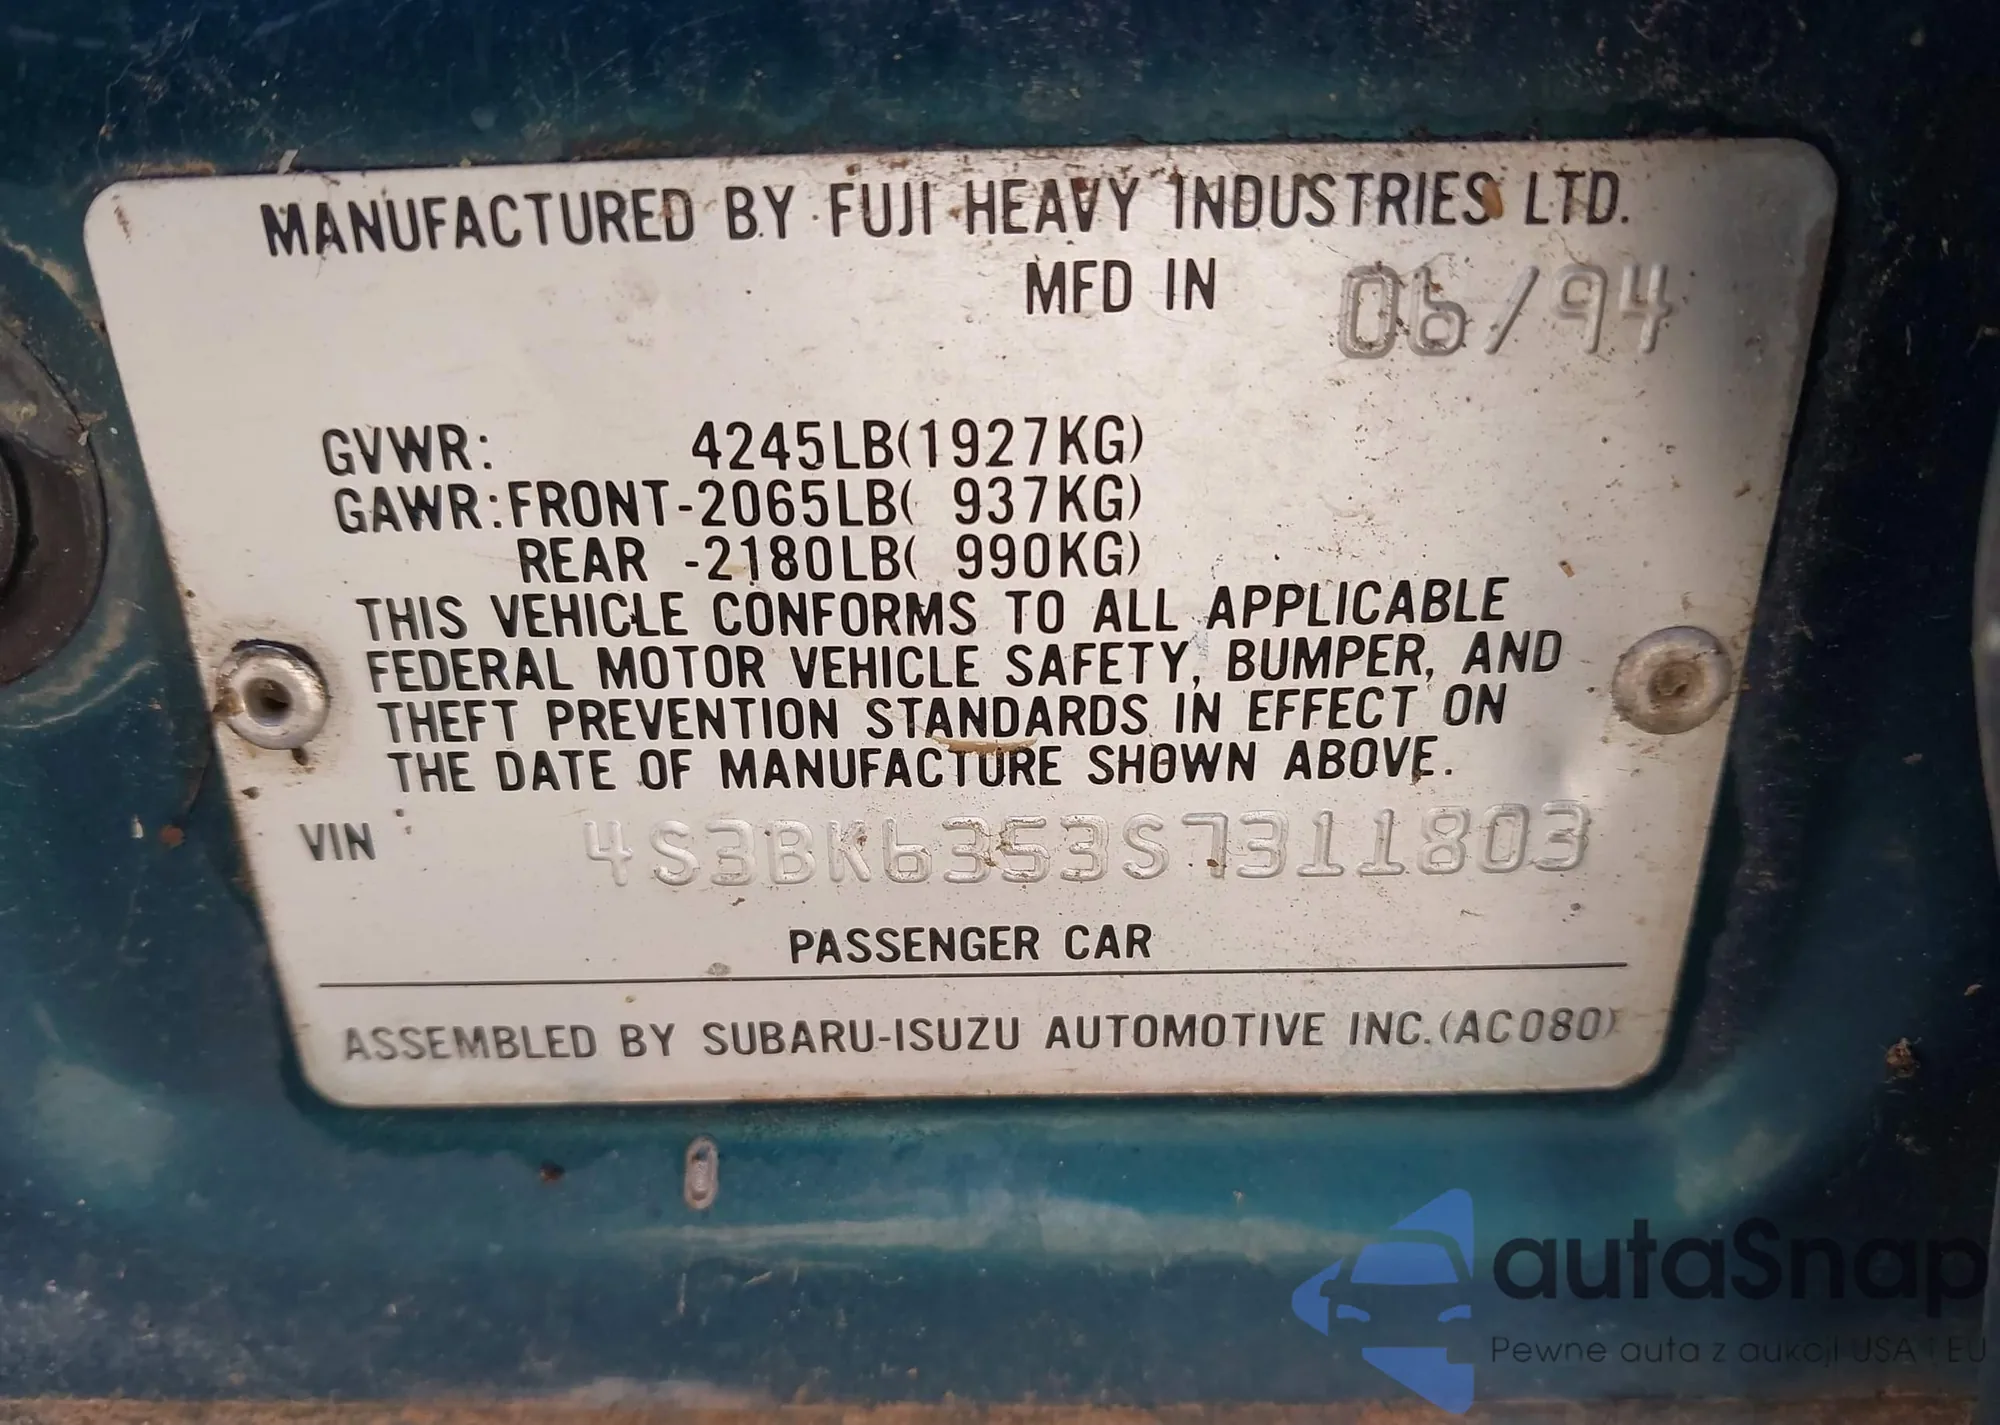 MANUFACTURED BY FUJI HEAVY INDUSTRIES LTD.
MFD IN 06/94
GVWR: 4245LB(1927KG)
GAWR:FRONT-2065LB( 937KG)
REAR -2180LB( 990KG)
THIS VEHICLE CONFORMS TO ALL APPLICABLE
FEDERAL MOTOR VEHICLE SAFETY, BUMPER, AND
THEFT PREVENTION STANDARDS IN EFFECT ON
THE DATE OF MANUFACTURE SHOWN ABOVE.
VIN 4S3BK6353S7311803
PASSENGER CAR
ASSEMBLED BY SUBARU-ISUZU AUTOMOTIVE INC.(AC080)
autaSnap
Pewne auta z aukcji USA i EU